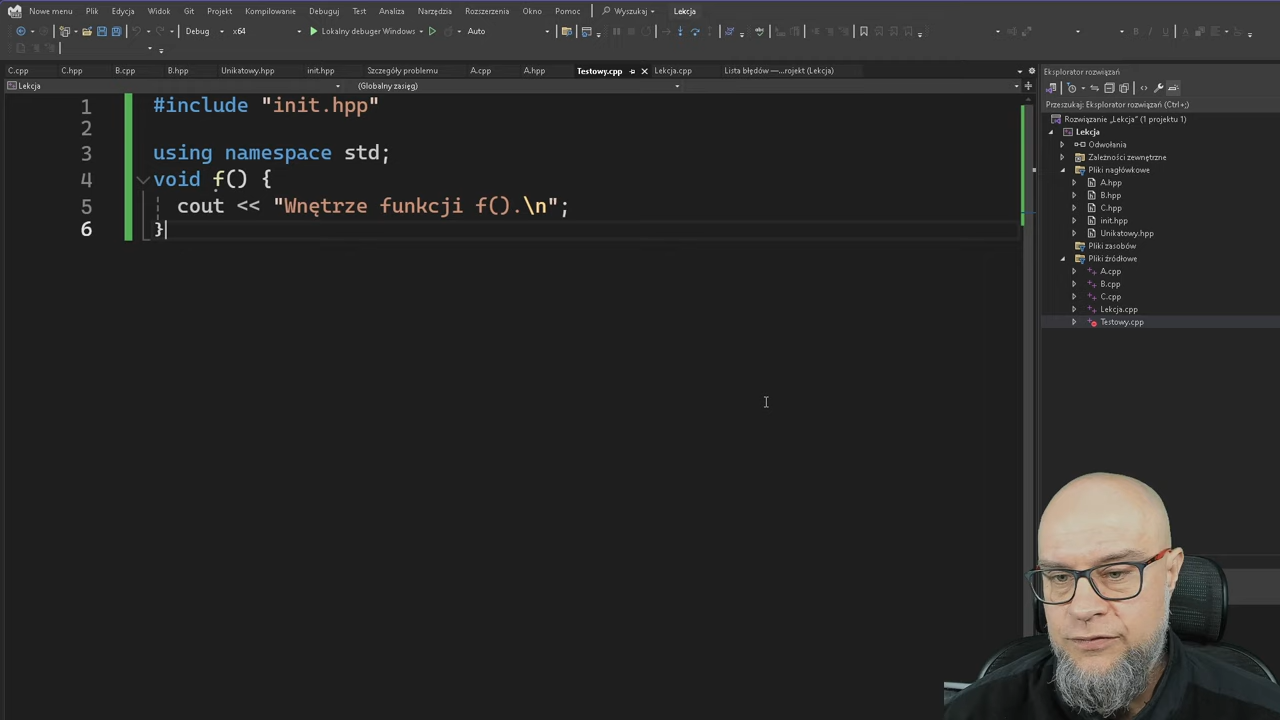 Nowe menu Plik Edycja Widok Git Projekt Kompilowanie Debuguj Test Analiza Narzędzia Rozszerzenia Okno Pomoc Wyszukaj Lekcja
Debug x64 Lokalny debuger Windows Auto
C.cpp C.hpp B.cpp B.hpp Unikatowy.hpp init.hpp Szczegóły problemu A.cpp A.hpp Testowy.cpp Lekcja.cpp Lista błędów —...rojekt (Lekcja)
Lekcja (Globalny zasięg)
1 #include "init.hpp"
2
3 using namespace std;
4 void f() {
5 cout << "Wnętrze funkcji f().\n";
6 }
Eksplorator rozwiązań
Przeszukaj: Eksplorator rozwiązań (Ctrl+;)
Rozwiązanie „Lekcja" (1 projektu 1)
Lekcja
Odwołania
Zależności zewnętrzne
Pliki nagłówkowe
A.hpp
B.hpp
C.hpp
init.hpp
Unikatowy.hpp
Pliki zasobów
Pliki źródłowe
A.cpp
B.cpp
C.cpp
Lekcja.cpp
Testowy.cpp